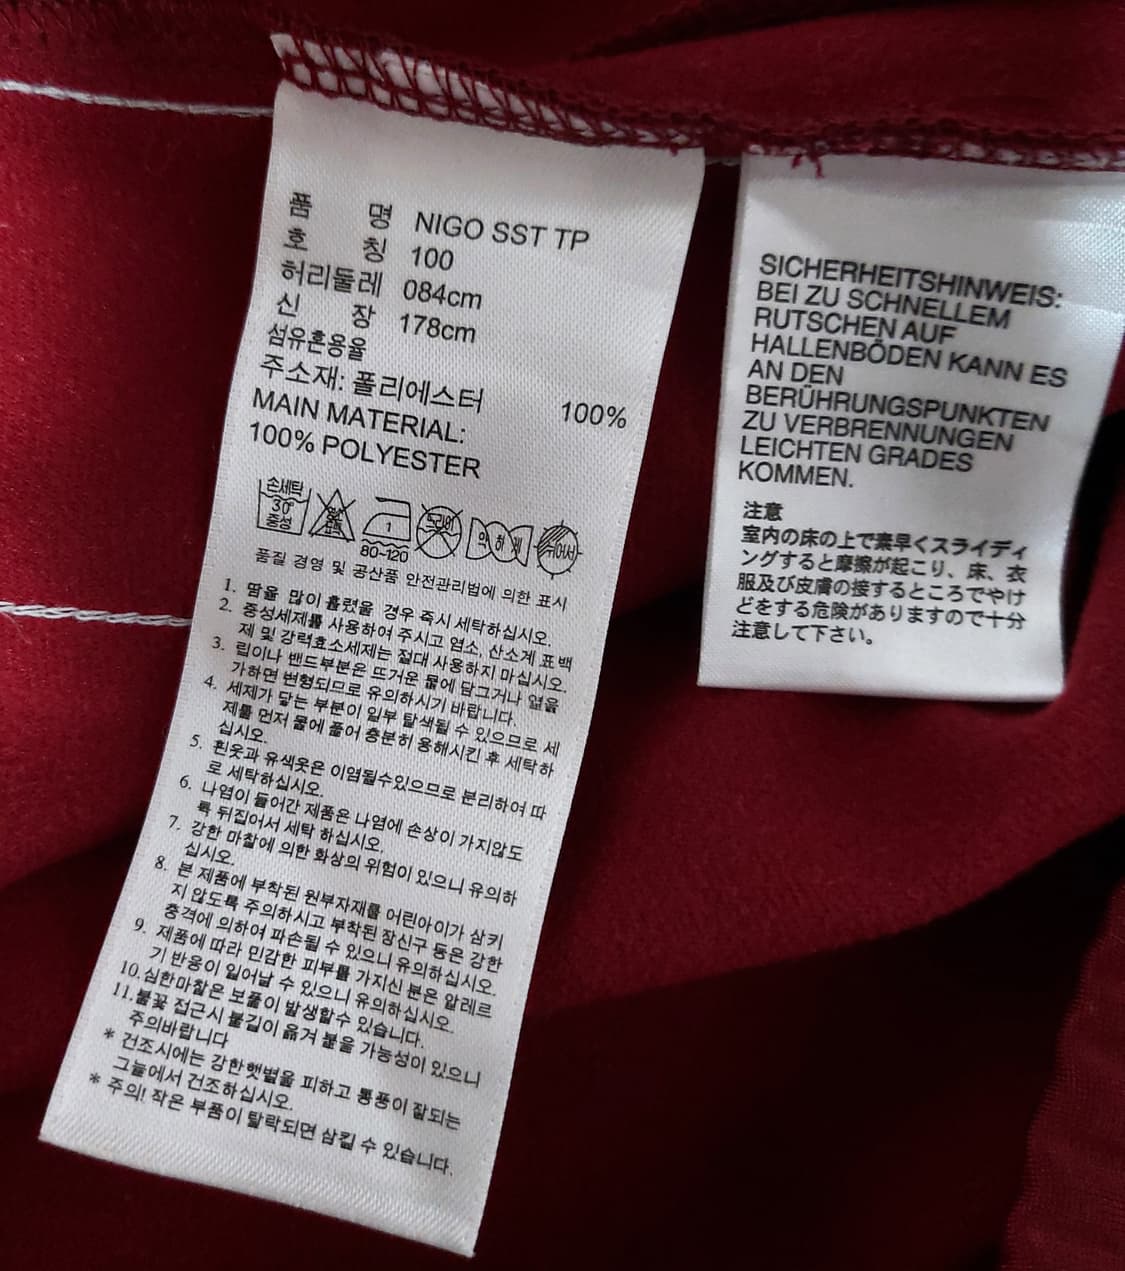 품 명 NIGO SST TP
호 칭 100
허리둘레 084cm
신 장 178cm
섬유혼용율
주소재: 폴리에스터 100%
MAIN MATERIAL:
100% POLYESTER
손세탁
30
중성
1
80~120
약하게
뉘어서
품질 경영 및 공산품 안전관리법에 의한 표시
1. 땀을 많이 흘렸을 경우 즉시 세탁하십시오.
2. 중성세제를 사용하여 주시고 염소, 산소계 표백
제 및 강력효소세제는 절대 사용하지 마십시오.
3. 립이나 밴드부분은 뜨거운 물에 담그거나 열을
가하면 변형되므로 유의하시기 바랍니다.
4. 세제가 닿는 부분이 일부 탈색될 수 있으므로 세
제를 먼저 물에 풀어 충분히 용해시킨 후 세탁하
십시오.
5. 흰옷과 유색옷은 이염될수있으므로 분리하여 따
로 세탁하십시오.
6. 나염이 들어간 제품은 나염에 손상이 가지않도
록 뒤집어서 세탁 하십시오.
7. 강한 마찰에 의한 화상의 위험이 있으니 유의하
십시오.
8. 본 제품에 부착된 원부자재를 어린아이가 삼키
지 않도록 주의하시고 부착된 장신구 등은 강한
충격에 의하여 파손될 수 있으니 유의하십시오.
9. 제품에 따라 민감한 피부를 가지신 분은 알레르
기 반응이 일어날 수 있으니 유의하십시오.
10.심한마찰은 보풀이 발생할수 있습니다.
11.불꽃 접근시 불길이 옮겨 붙을 가능성이 있으니
주의바랍니다
* 건조시에는 강한햇볕을 피하고 통풍이 잘되는
그늘에서 건조하십시오.
* 주의! 작은 부품이 탈락되면 삼킬 수 있습니다.
SICHERHEITSHINWEIS:
BEI ZU SCHNELLEM
RUTSCHEN AUF
HALLENBÖDEN KANN ES
AN DEN
BERÜHRUNGSPUNKTEN
ZU VERBRENNUNGEN
LEICHTEN GRADES
KOMMEN.
注意
室内の床の上で素早くスライディ
ングすると摩擦が起こり、床、衣
服及び皮膚の接するところでやけ
どをする危険がありますので十分
注意して下さい。